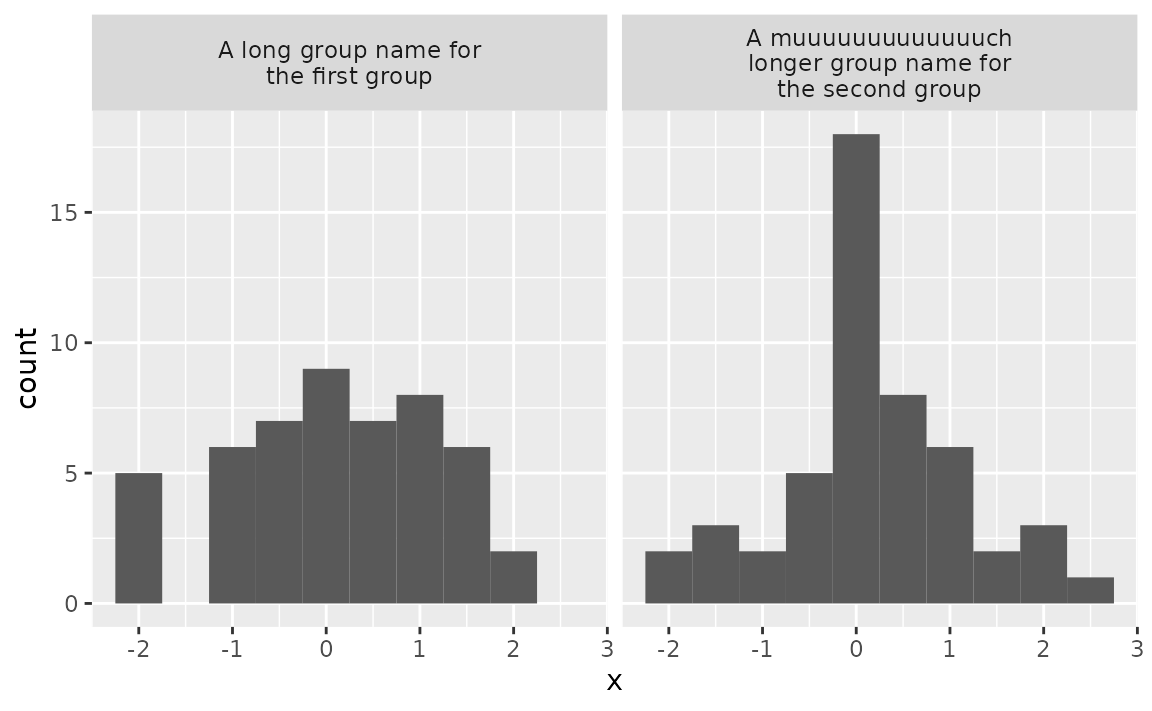 A long group name for
the first group
A muuuuuuuuuuuuuch
longer group name for
the second group
count
15
10
5
0
-2 -1 0 1 2 3
-2 -1 0 1 2 3
x